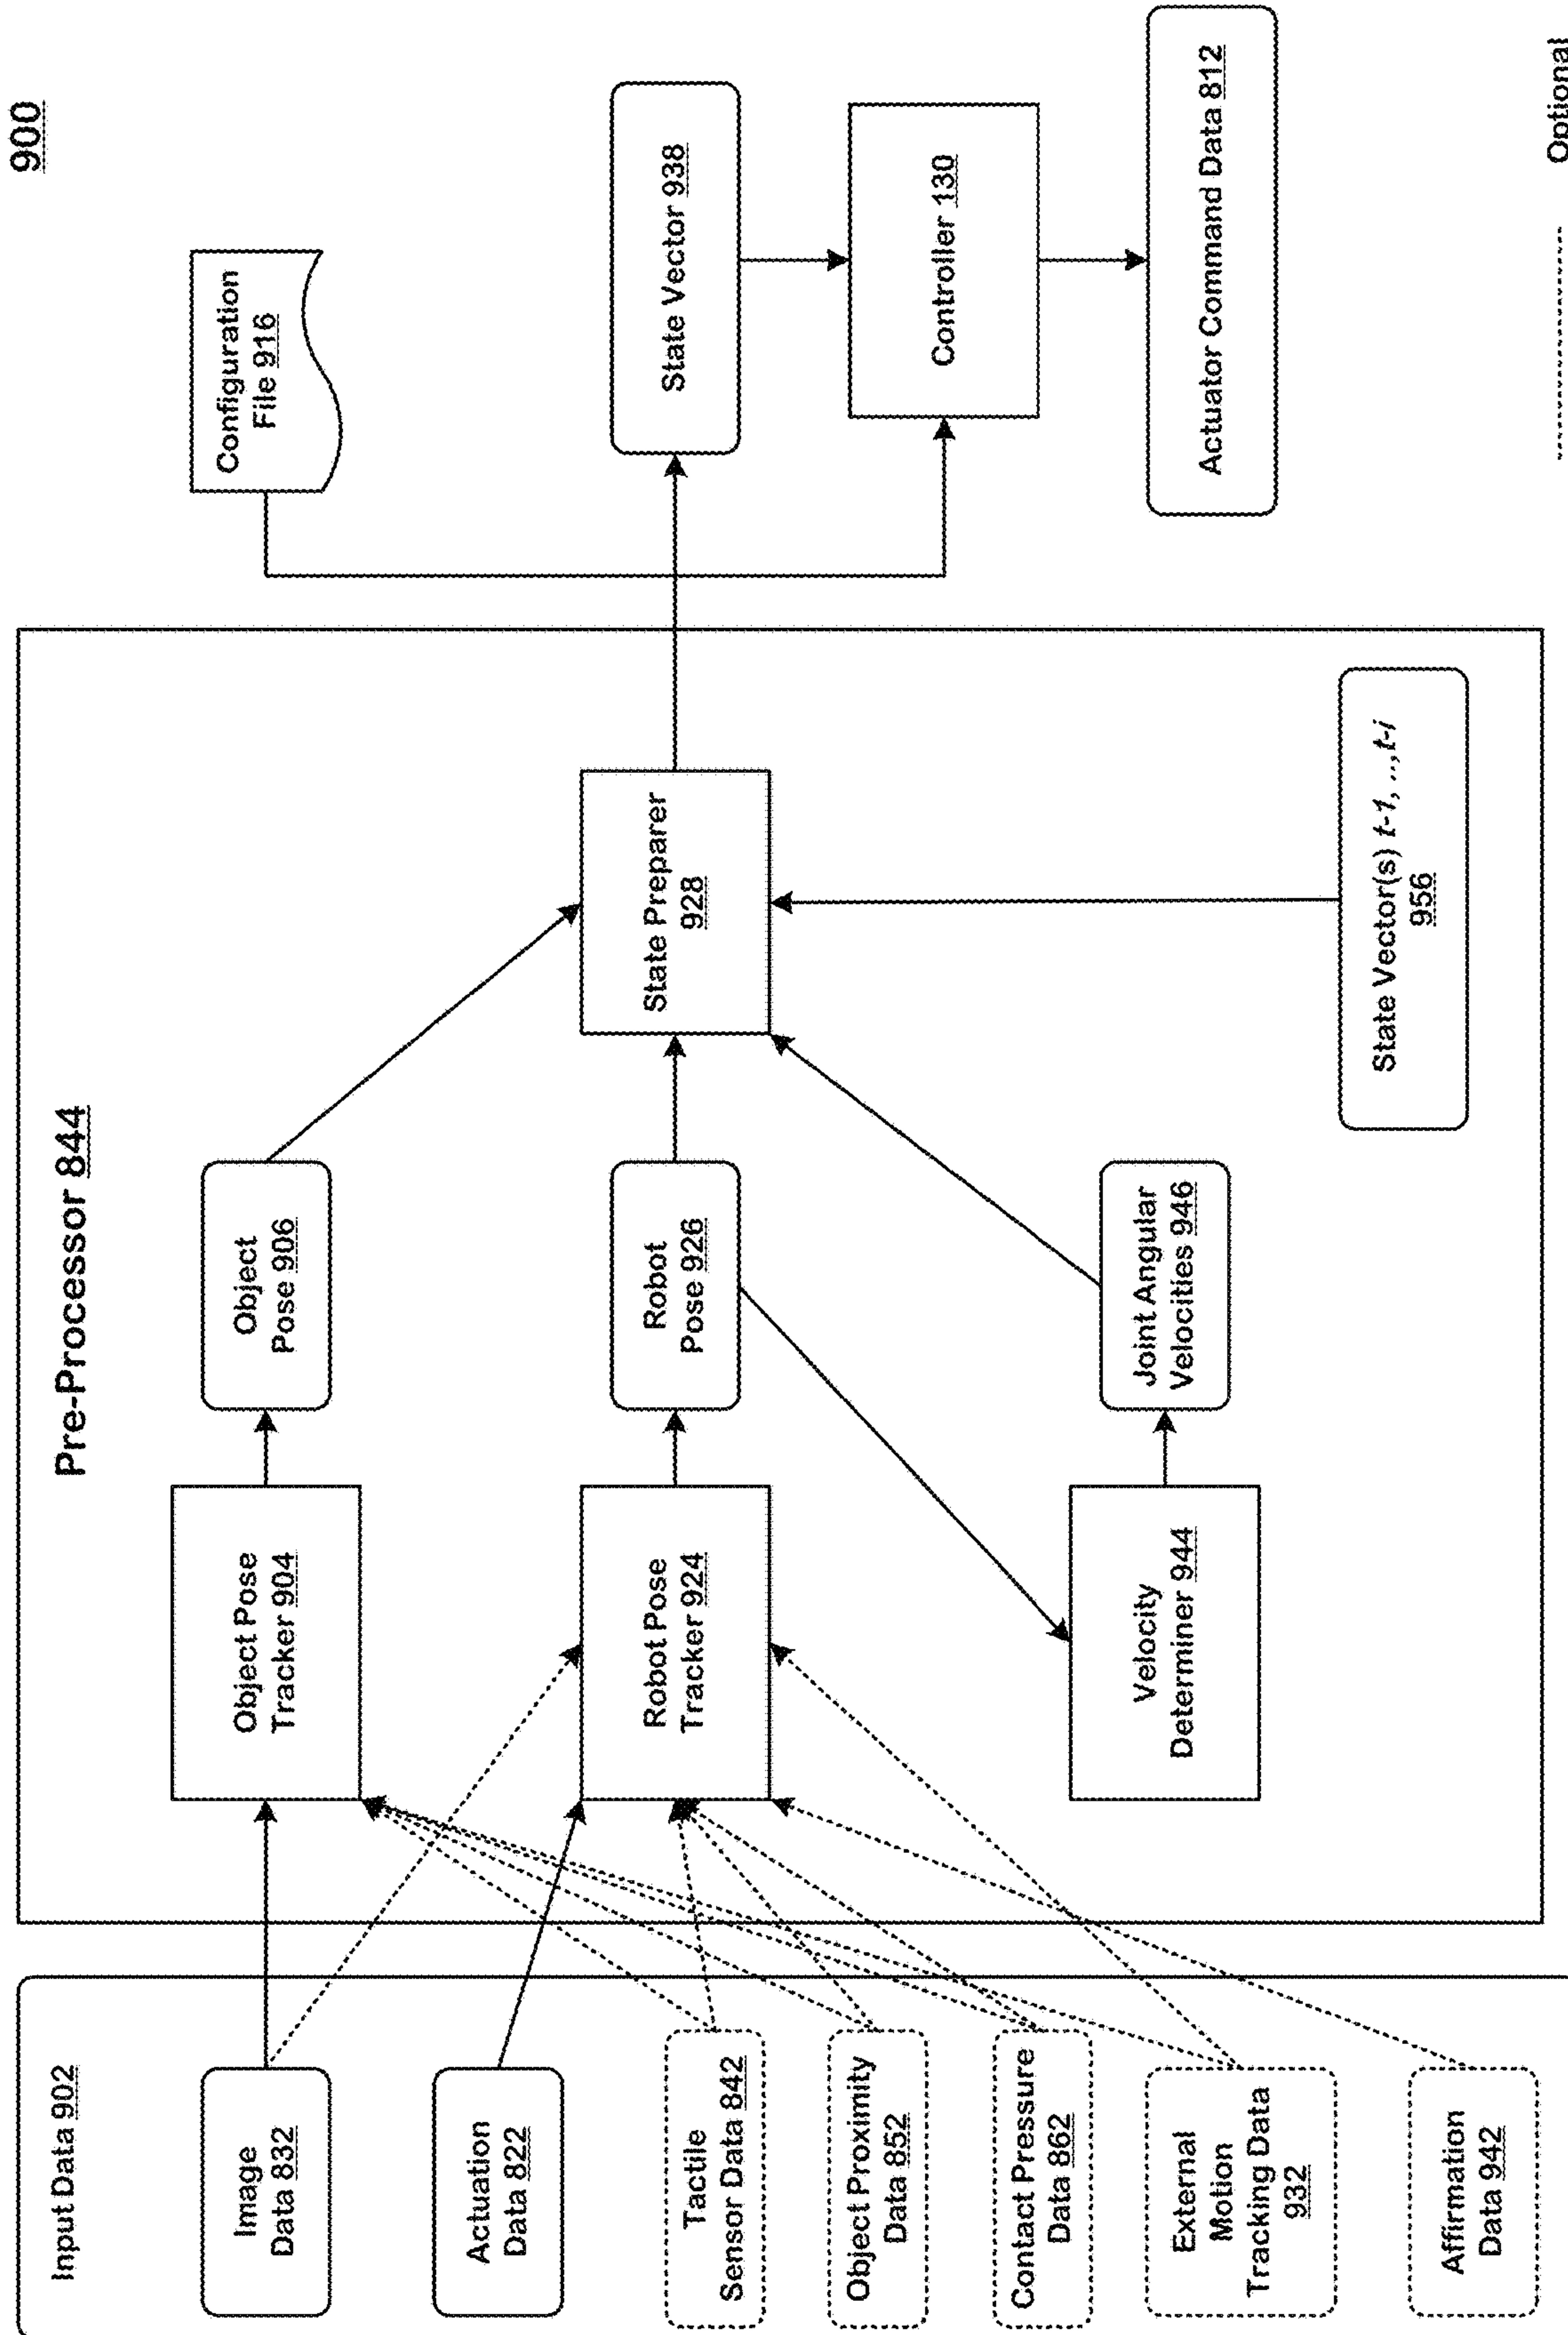 900
Input Data 902
Image
Data 832
Actuation
Data 822
Tactile
Sensor Data 842
Object Proximity
Data 852
Contact Pressure
Data 862
External
Motion
Tracking Data
932
Affirmation
Data 942
Pre-Processor 844
Object Pose
Tracker 904
Object
Pose 906
Robot Pose
Tracker 924
Robot
Pose 926
Velocity
Determiner 944
Joint Angular
Velocities 946
State Preparer
928
State Vector(s) t-1, ..,t-i
956
Configuration
File 916
State Vector 938
Controller 130
Actuator Command Data 812
Optional